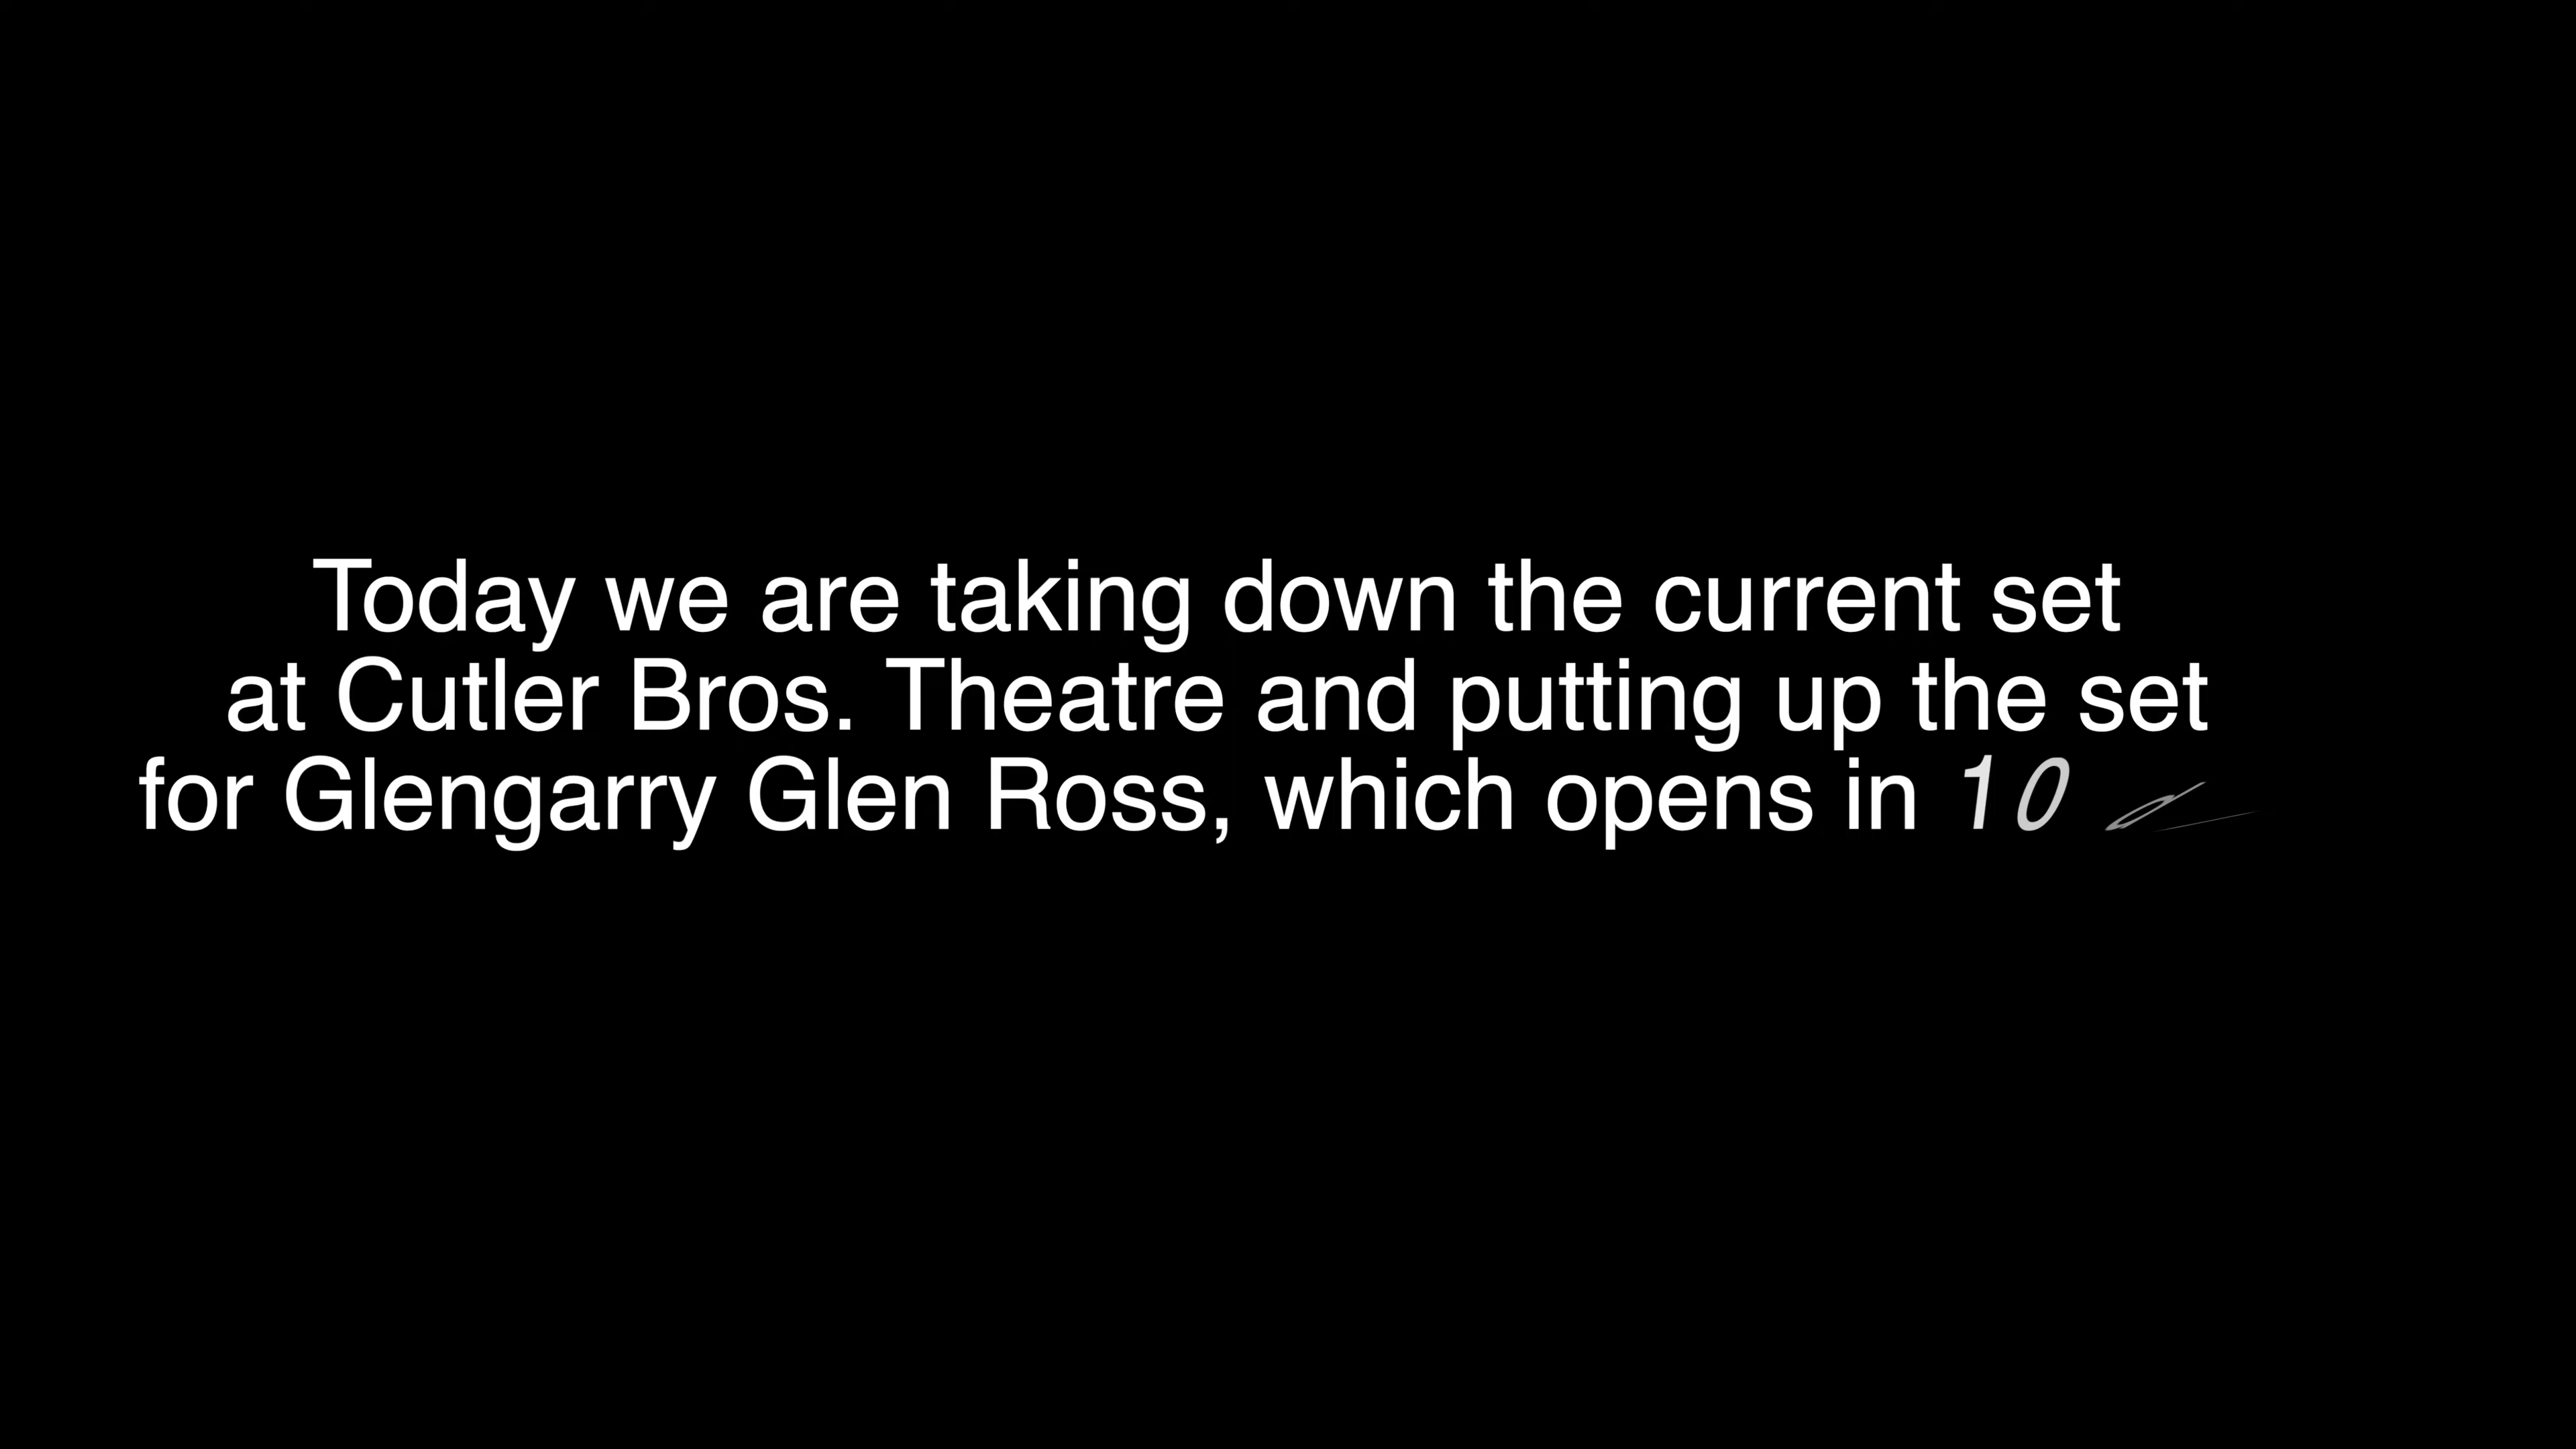 Today we are taking down the current set
at Cutler Bros. Theatre and putting up the set
for Glengarry Glen Ross, which opens in 10 d